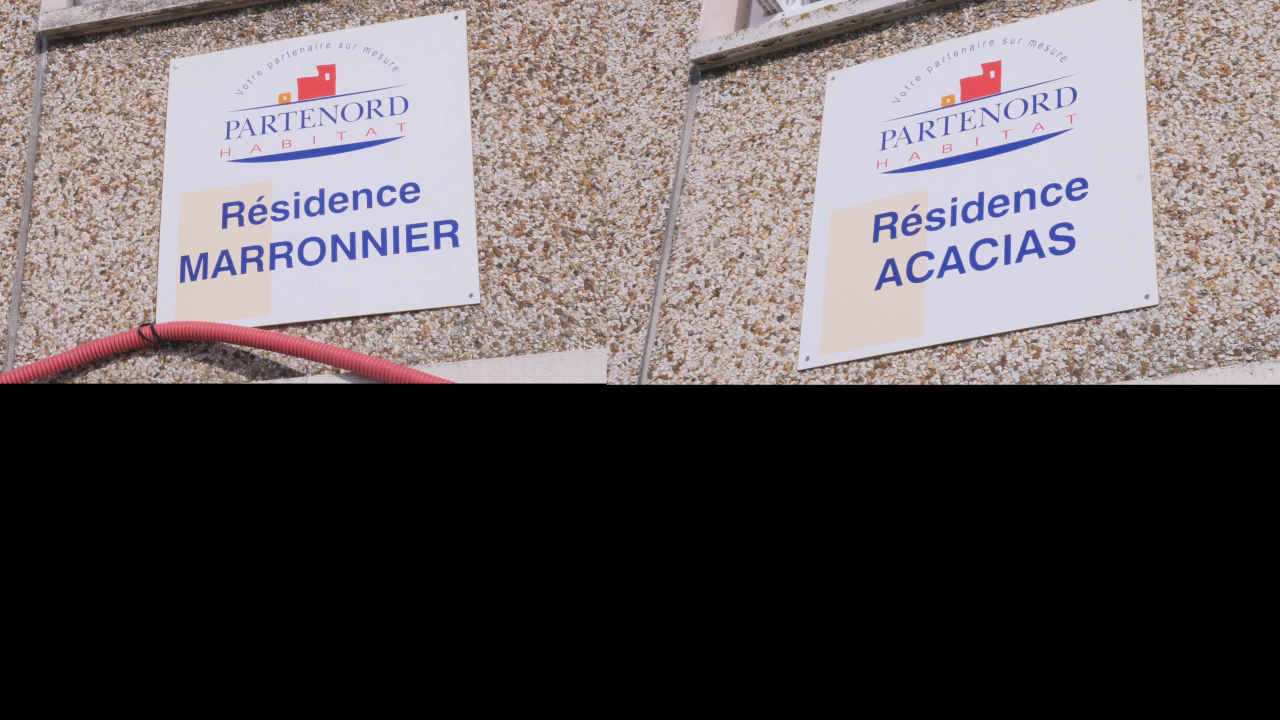 Votre partenaire sur mesure
PARTENORD
HABITAT
Résidence
MARRONNIER
Votre partenaire sur mesure
PARTENORD
HABITAT
Résidence
ACACIAS